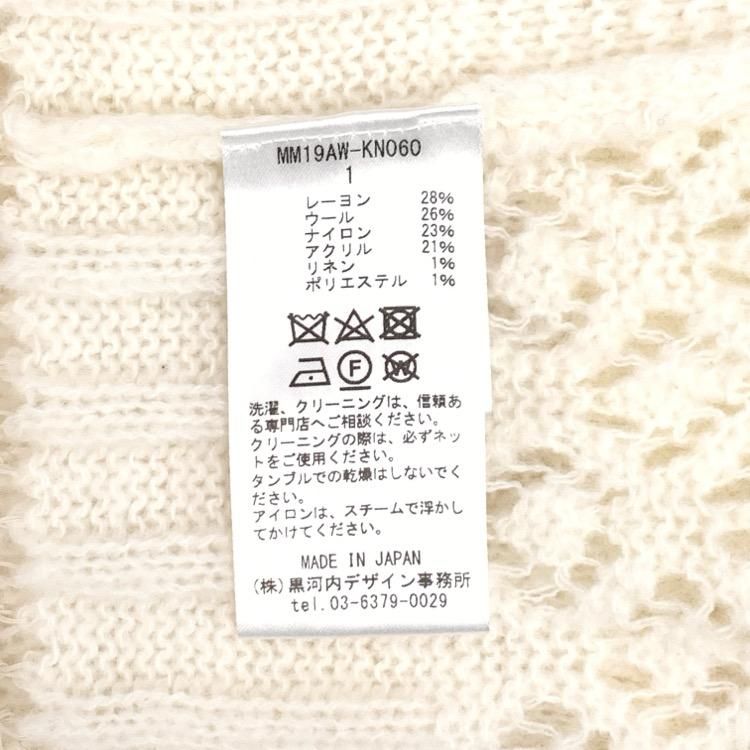 MM19AW-KN060
1
レーヨン 28%
ウール 26%
ナイロン 23%
アクリル 21%
リネン 1%
ポリエステル 1%
F W
洗濯、クリーニングは、信頼あ
る専門店へご相談ください。
クリーニングの際は、必ずネッ
トをご使用ください。
タンブルでの乾燥はしないでく
ださい。
アイロンは、スチームで浮かし
てかけてください。
MADE IN JAPAN
(株)黒河内デザイン事務所
tel.03-6379-0029